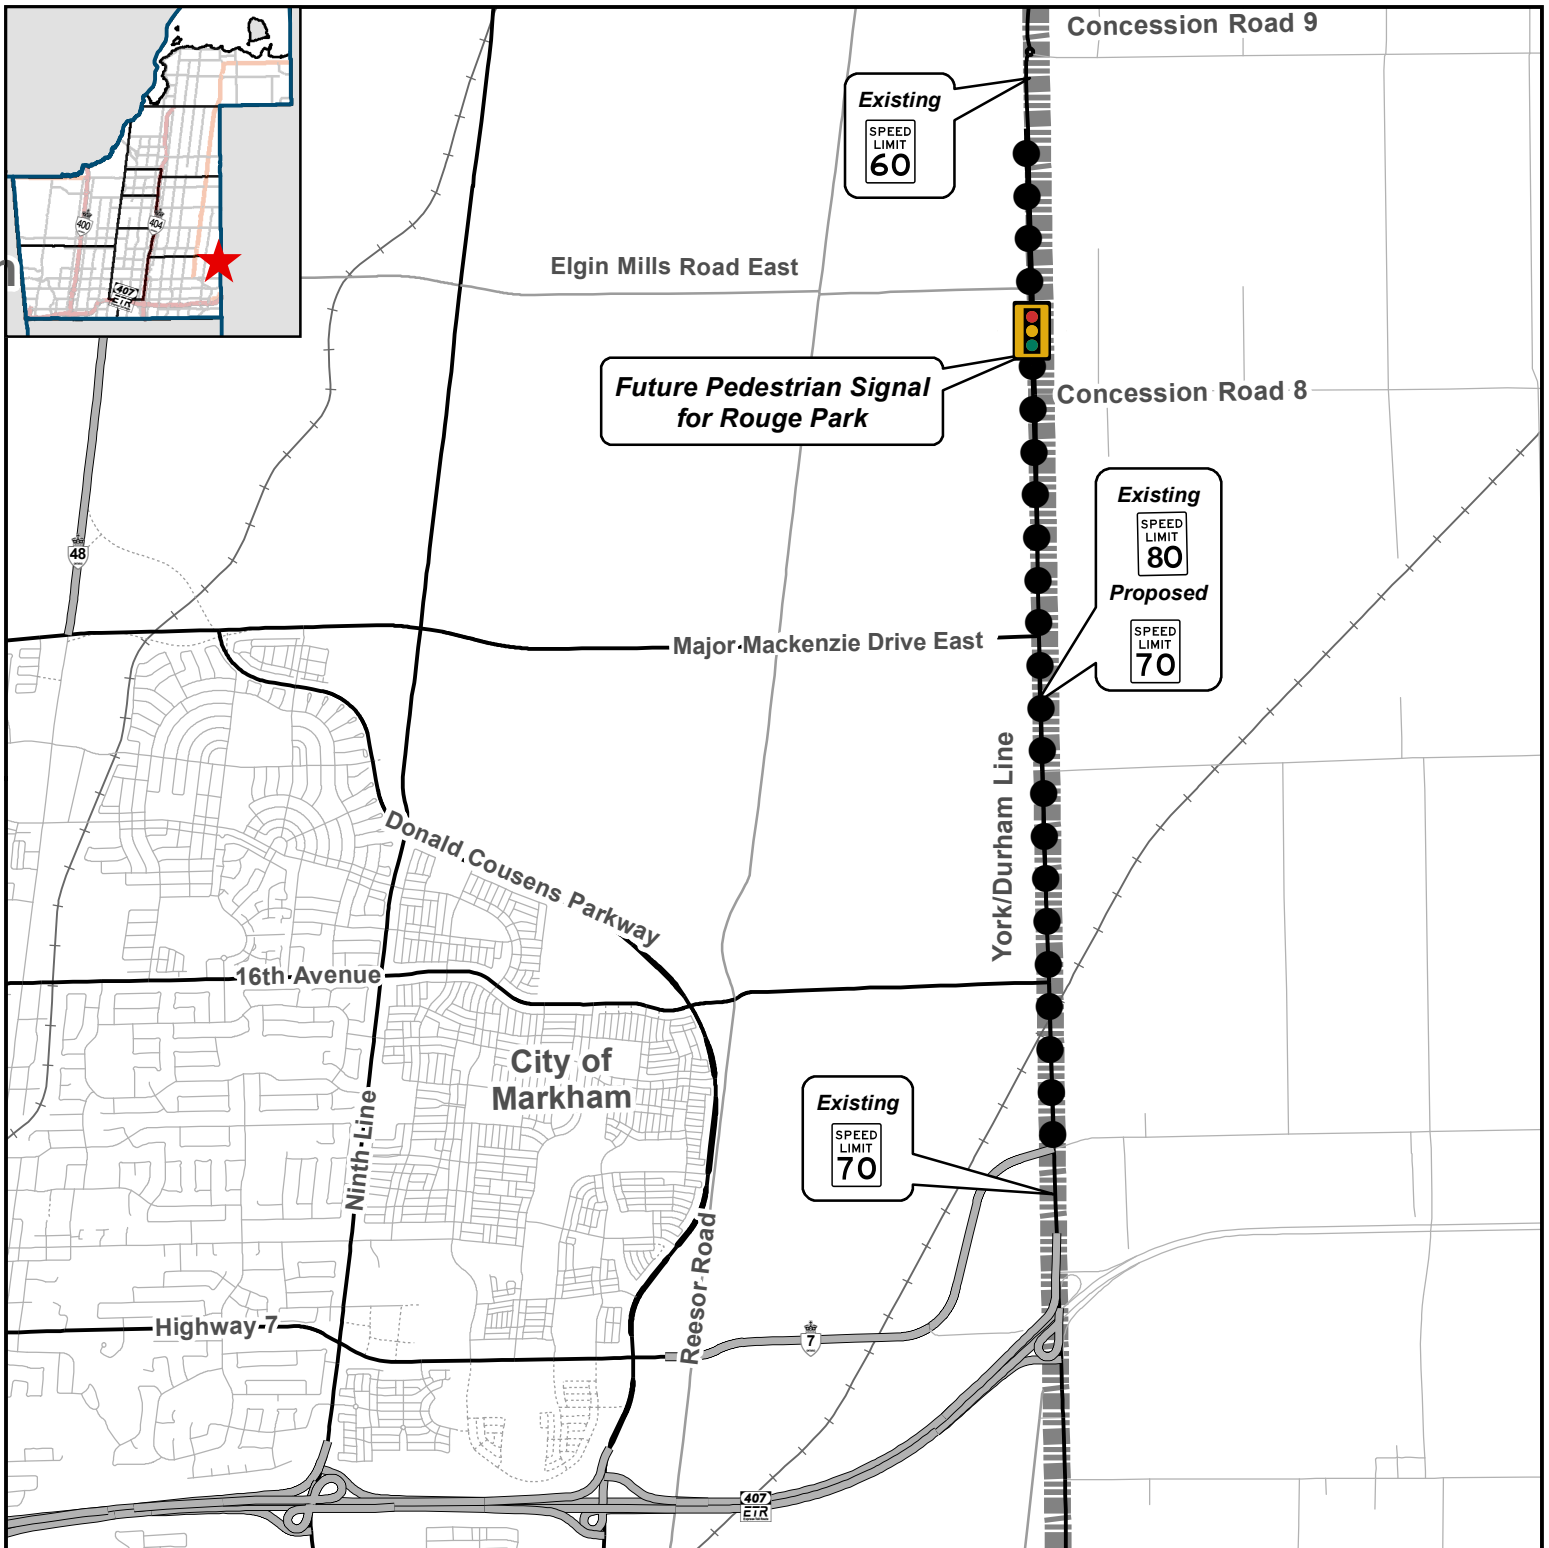 Concession Road 9
Existing
SPEED
LIMIT
60
400
404
407
ETR
Elgin Mills Road East
Future Pedestrian Signal
for Rouge Park
Concession Road 8
Existing
SPEED
LIMIT
80
Proposed
SPEED
LIMIT
70
48
Major Mackenzie Drive East
York/Durham Line
Donald Cousens Parkway
16th Avenue
City of
Markham
Ninth Line
Existing
SPEED
LIMIT
70
Reesor Road
Highway 7
7
407
ETR